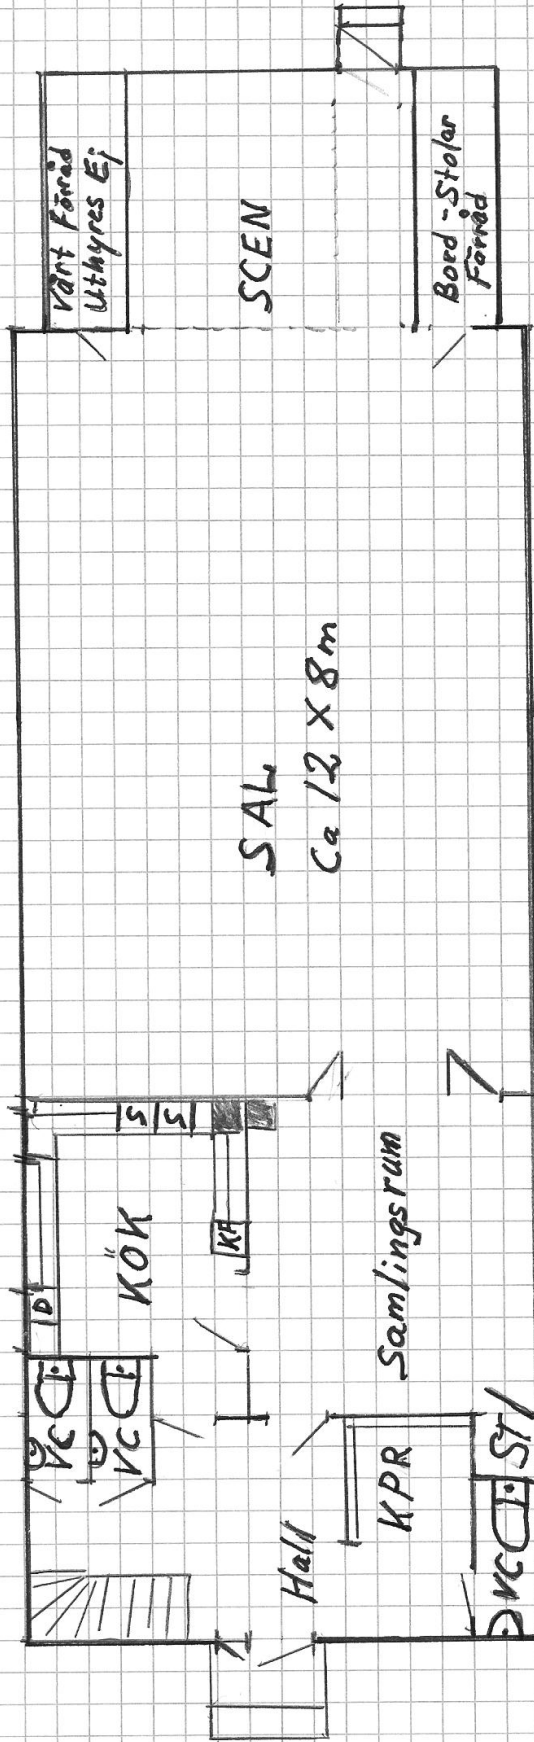 Vårt Förråd
Uthyres Ej
SCEN
Bord-Stolar
Förråd
SAL
Ca 12 X 8m
S
S
KÖK
D
KF
Samlingsrum
VC
VC
Hall
KPR
VC
ST